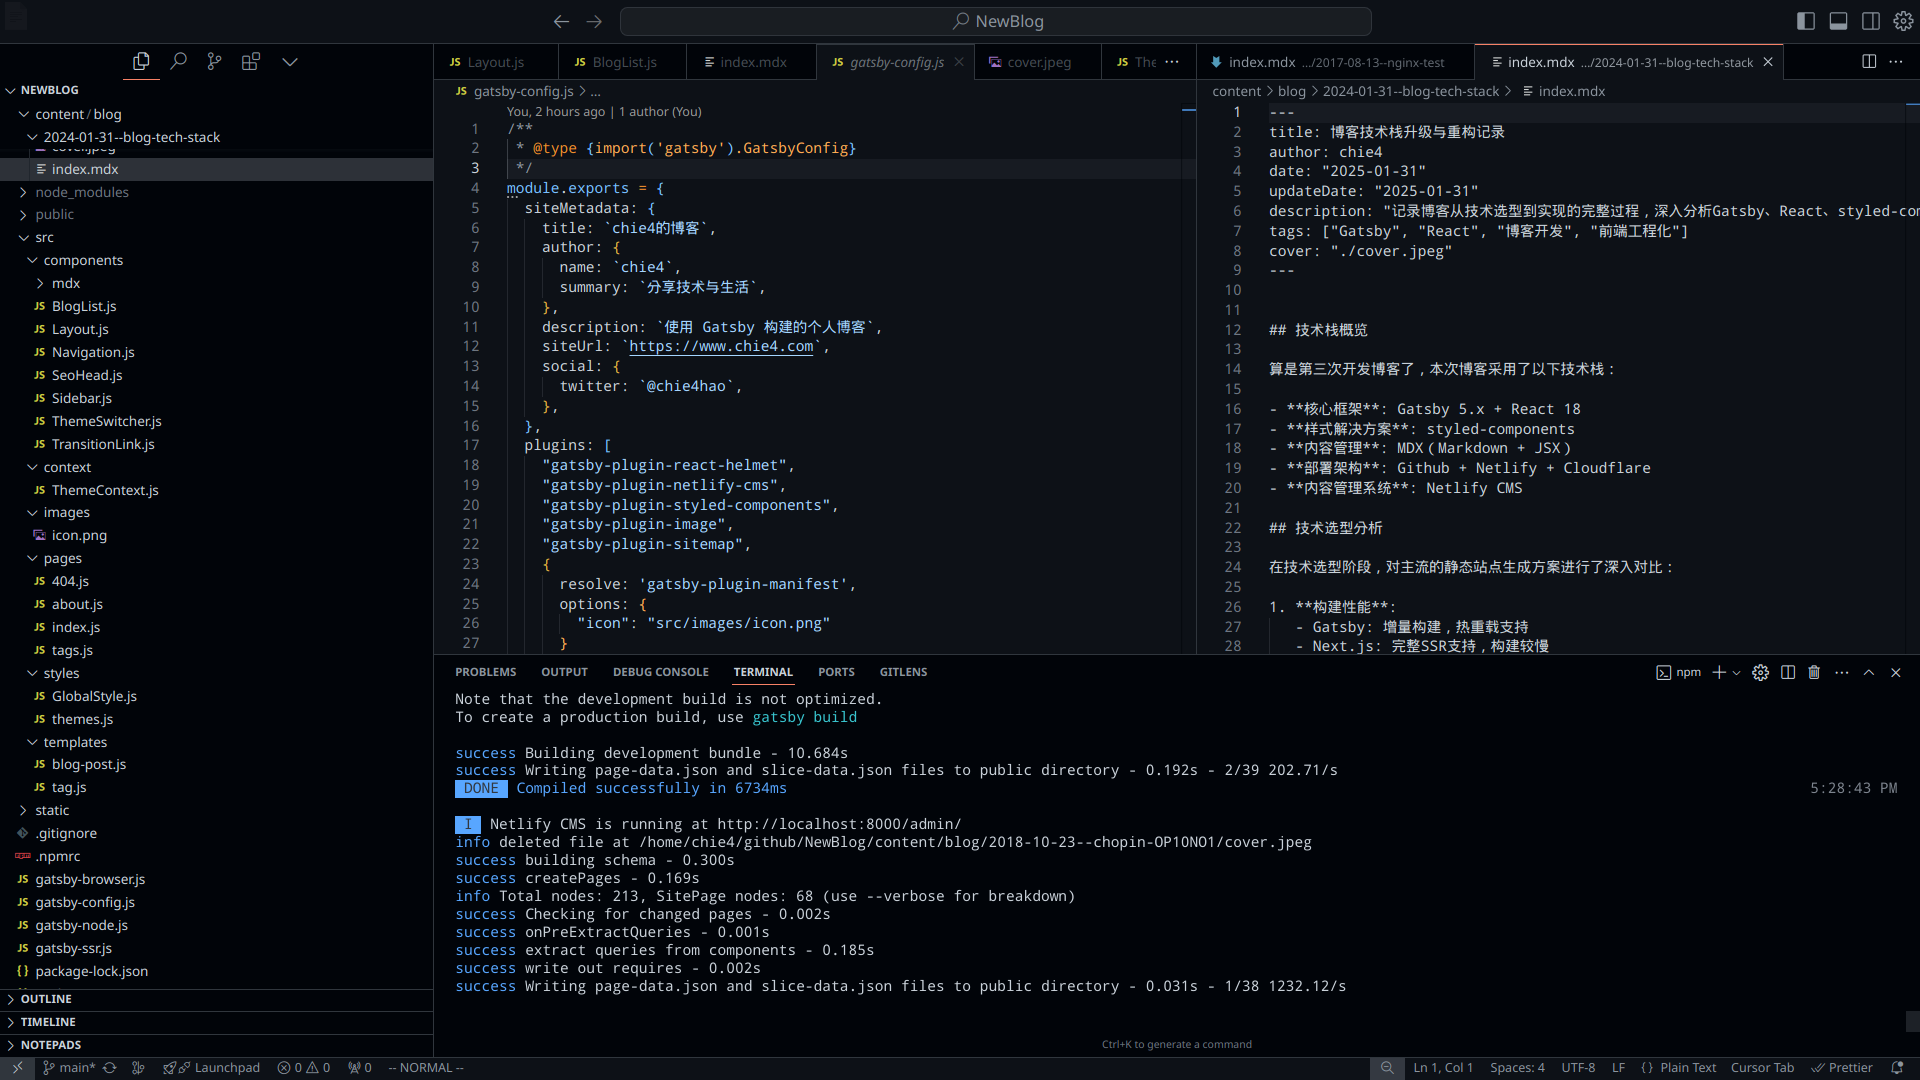 NewBlog
NEWBLOG
content / blog
2024-01-31--blog-tech-stack
cover.jpeg
index.mdx
node_modules
public
src
components
mdx
JS BlogList.js
JS Layout.js
JS Navigation.js
JS SeoHead.js
JS Sidebar.js
JS ThemeSwitcher.js
JS TransitionLink.js
context
JS ThemeContext.js
images
icon.png
pages
JS 404.js
JS about.js
JS index.js
JS tags.js
styles
JS GlobalStyle.js
JS themes.js
templates
JS blog-post.js
JS tag.js
static
.gitignore
.npmrc
JS gatsby-browser.js
JS gatsby-config.js
JS gatsby-node.js
JS gatsby-ssr.js
{} package-lock.json
OUTLINE
TIMELINE
NOTEPADS
JS Layout.js
JS BlogList.js
index.mdx
JS gatsby-config.js
cover.jpeg
JS The
JS gatsby-config.js > ...
You, 2 hours ago | 1 author (You)
1 /**
2 * @type {import('gatsby').GatsbyConfig}
3 */
4 module.exports = {
5 siteMetadata: {
6 title: `chie4的博客`,
7 author: {
8 name: `chie4`,
9 summary: `分享技术与生活`,
10 },
11 description: `使用 Gatsby 构建的个人博客`,
12 siteUrl: `https://www.chie4.com`,
13 social: {
14 twitter: `@chie4hao`,
15 },
16 },
17 plugins: [
18 "gatsby-plugin-react-helmet",
19 "gatsby-plugin-netlify-cms",
20 "gatsby-plugin-styled-components",
21 "gatsby-plugin-image",
22 "gatsby-plugin-sitemap",
23 {
24 resolve: 'gatsby-plugin-manifest',
25 options: {
26 "icon": "src/images/icon.png"
27 }
index.mdx .../2017-08-13--nginx-test
index.mdx .../2024-01-31--blog-tech-stack
content > blog > 2024-01-31--blog-tech-stack > index.mdx
1 ---
2 title: 博客技术栈升级与重构记录
3 author: chie4
4 date: "2025-01-31"
5 updateDate: "2025-01-31"
6 description: "记录博客从技术选型到实现的完整过程，深入分析Gatsby、React、styled-co
7 tags: ["Gatsby", "React", "博客开发", "前端工程化"]
8 cover: "./cover.jpeg"
9 ---
10
11
12 ## 技术栈概览
13
14 算是第三次开发博客了，本次博客采用了以下技术栈：
15
16 - **核心框架**: Gatsby 5.x + React 18
17 - **样式解决方案**: styled-components
18 - **内容管理**: MDX（Markdown + JSX）
19 - **部署架构**: Github + Netlify + Cloudflare
20 - **内容管理系统**: Netlify CMS
21
22 ## 技术选型分析
23
24 在技术选型阶段，对主流的静态站点生成方案进行了深入对比：
25
26 1. **构建性能**:
27 - Gatsby: 增量构建，热重载支持
28 - Next.js: 完整SSR支持，构建较慢
PROBLEMS OUTPUT DEBUG CONSOLE TERMINAL PORTS GITLENS
npm
Note that the development build is not optimized.
To create a production build, use gatsby build
success Building development bundle - 10.684s
success Writing page-data.json and slice-data.json files to public directory - 0.192s - 2/39 202.71/s
DONE Compiled successfully in 6734ms 5:28:43 PM
I Netlify CMS is running at http://localhost:8000/admin/
info deleted file at /home/chie4/github/NewBlog/content/blog/2018-10-23--chopin-OP10NO1/cover.jpeg
success building schema - 0.300s
success createPages - 0.169s
info Total nodes: 213, SitePage nodes: 68 (use --verbose for breakdown)
success Checking for changed pages - 0.002s
success onPreExtractQueries - 0.001s
success extract queries from components - 0.185s
success write out requires - 0.002s
success Writing page-data.json and slice-data.json files to public directory - 0.031s - 1/38 1232.12/s
Ctrl+K to generate a command
main* Launchpad 0 0 0 -- NORMAL --
Ln 1, Col 1 Spaces: 4 UTF-8 LF {} Plain Text Cursor Tab Prettier